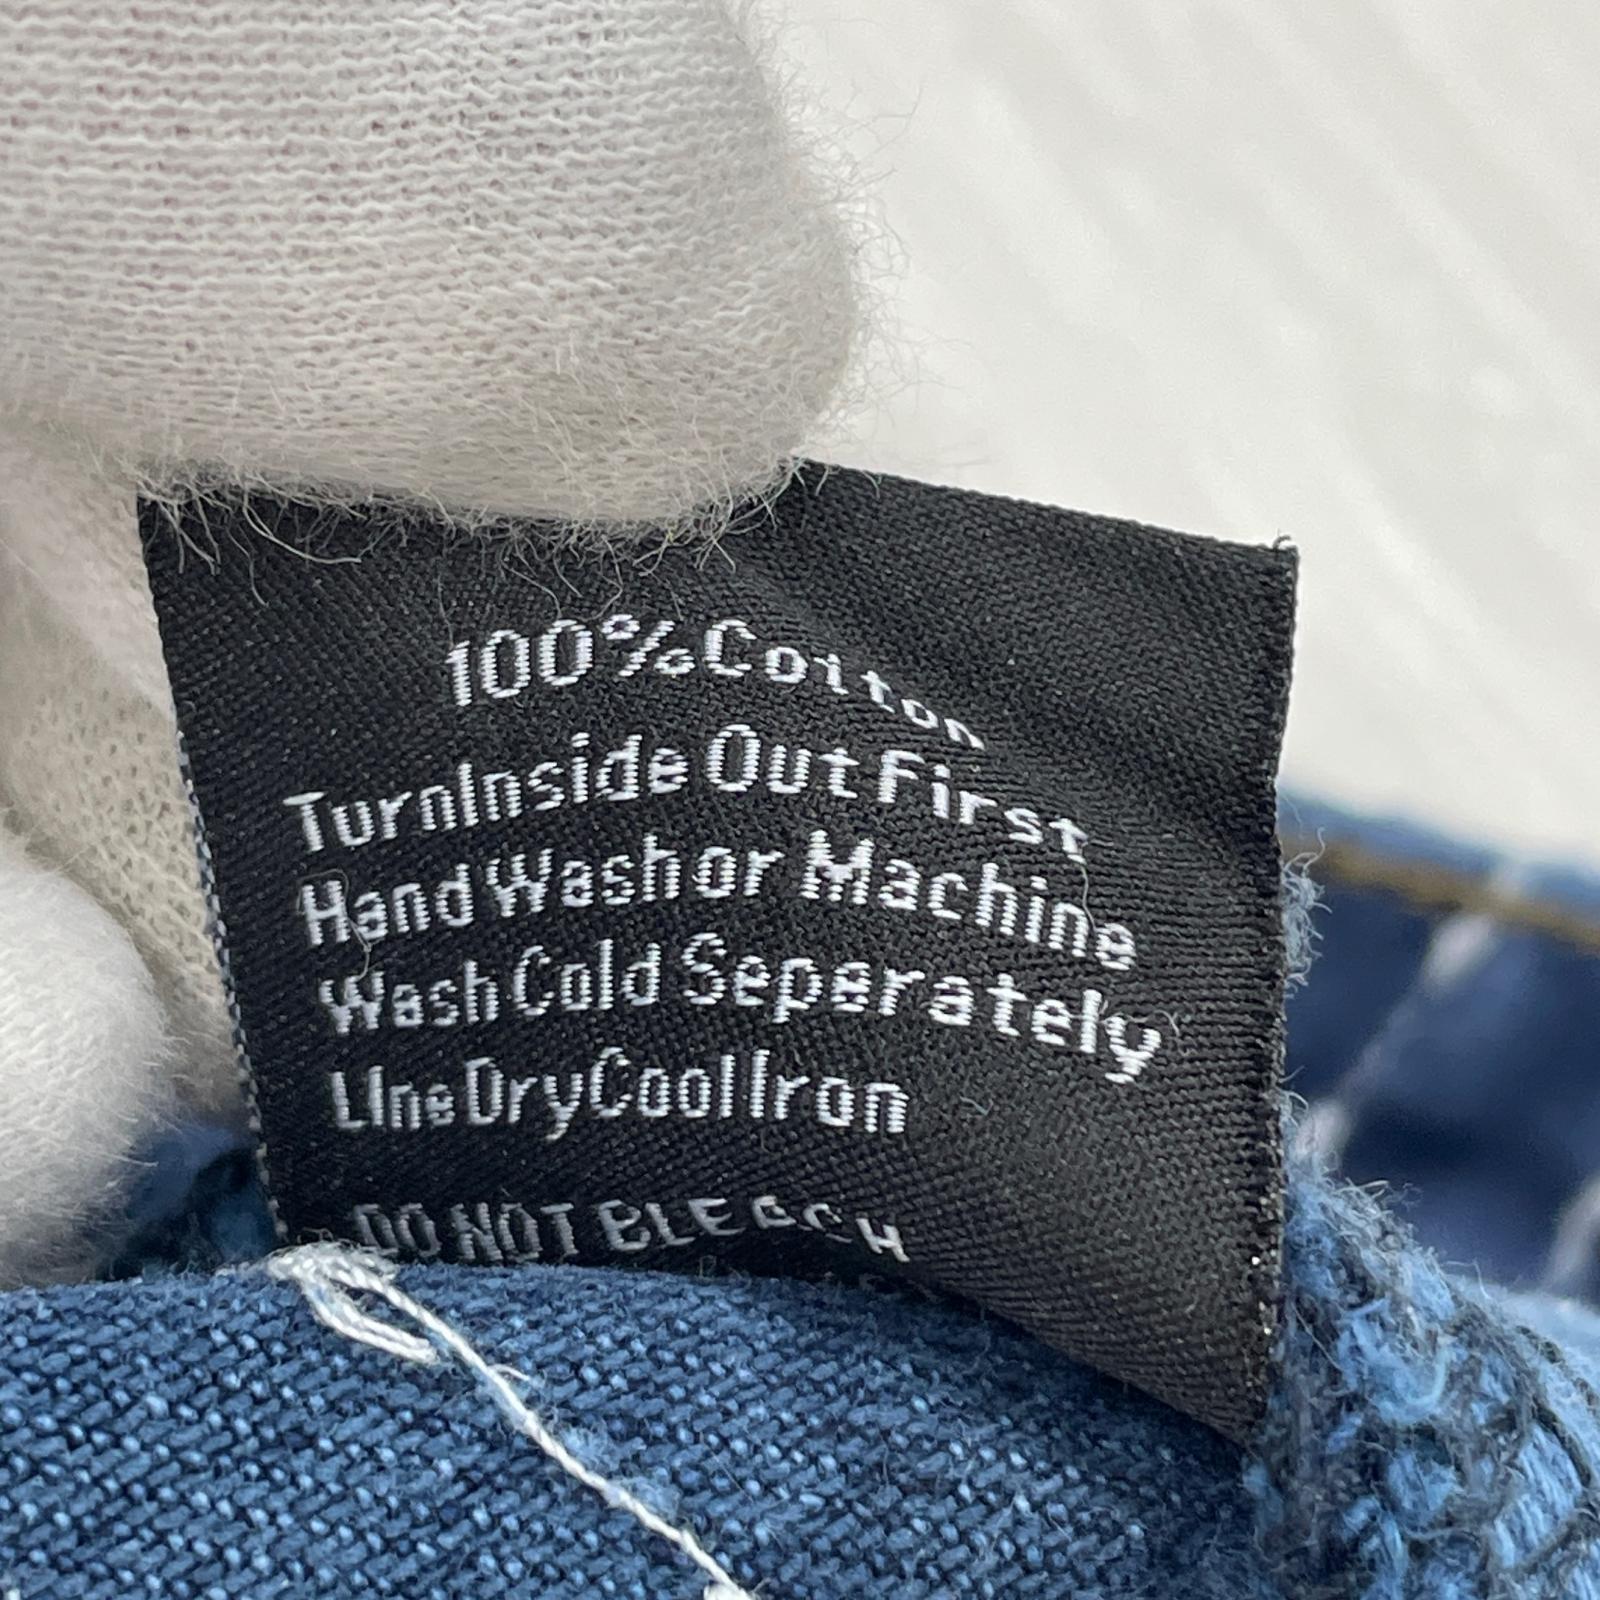 100% Cotton
Turn Inside Out First
Hand Wash or Machine
Wash Cold Seperately
Line Dry Cool Iron
DO NOT BLEECH